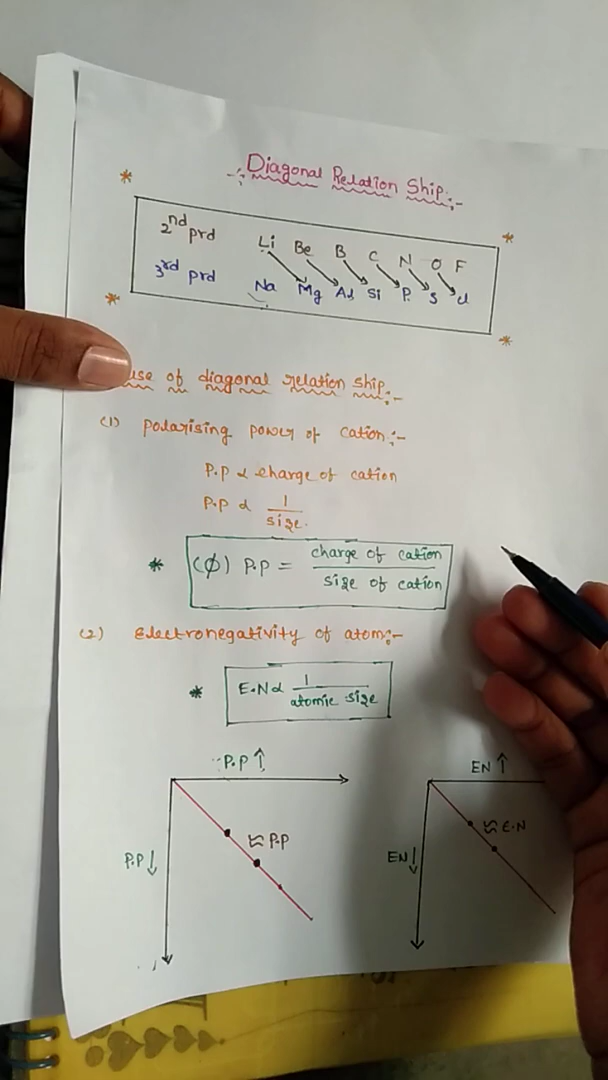 -:Diagonal Relation Ship:-
2nd prd Li Be B C N O F
3rd prd Na Mg Al Si P S Cl
use of diagonal relation ship:-
(1) polarising power of cation:-
P.P α charge of cation
P.P α 1/size.
* (ϕ) P.P = charge of cation/size of cation
(2) Electronegativity of atom:-
* E.N α 1/atomic size
P.P ↑
EN ↑
≈ P.P
≈ E.N
P.P ↓
EN ↓